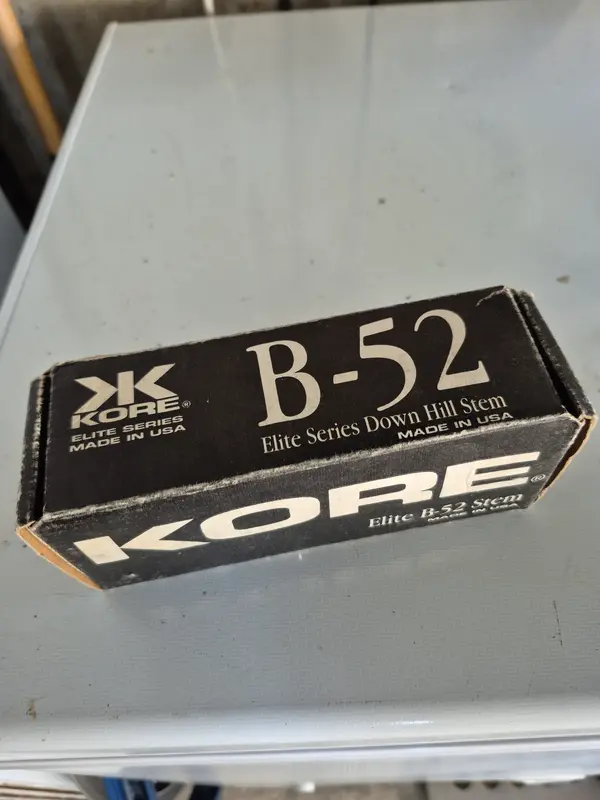 KORE®
ELITE SERIES
MADE IN USA
B-52
Elite Series Down Hill Stem
MADE IN USA
KORE®
Elite B-52 Stem
MADE IN USA